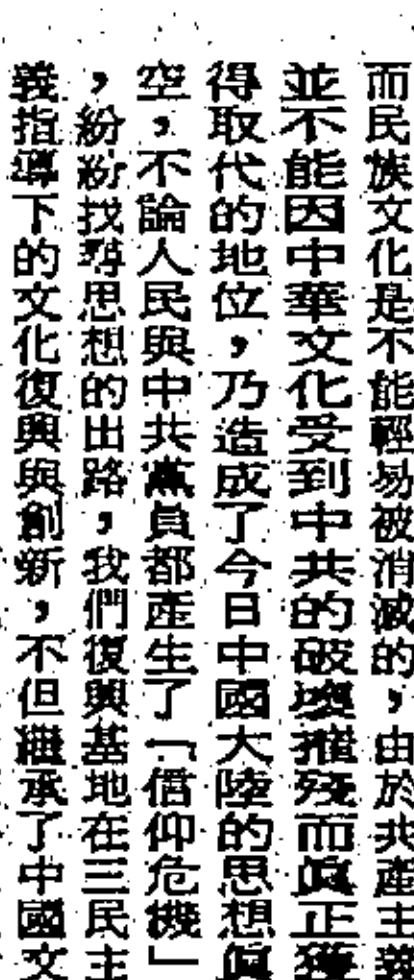 而民族文化是不能輕易被消滅的，由於共產主義
並不能因中華文化受到中共的破壞摧殘而眞正獲
得取代的地位，乃造成了今日中國大陸的思想眞
空，不論人民與中共黨員都產生了「信仰危機」
，紛紛找尋思想的出路，我們復興基地在三民主
義指導下的文化復興與創新，不但繼承了中國文